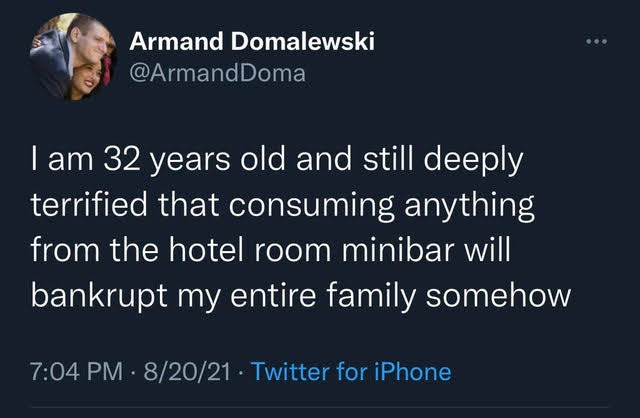 Armand Domalewski
@ArmandDoma
I am 32 years old and still deeply
terrified that consuming anything
from the hotel room minibar will
bankrupt my entire family somehow
7:04 PM · 8/20/21 · Twitter for iPhone